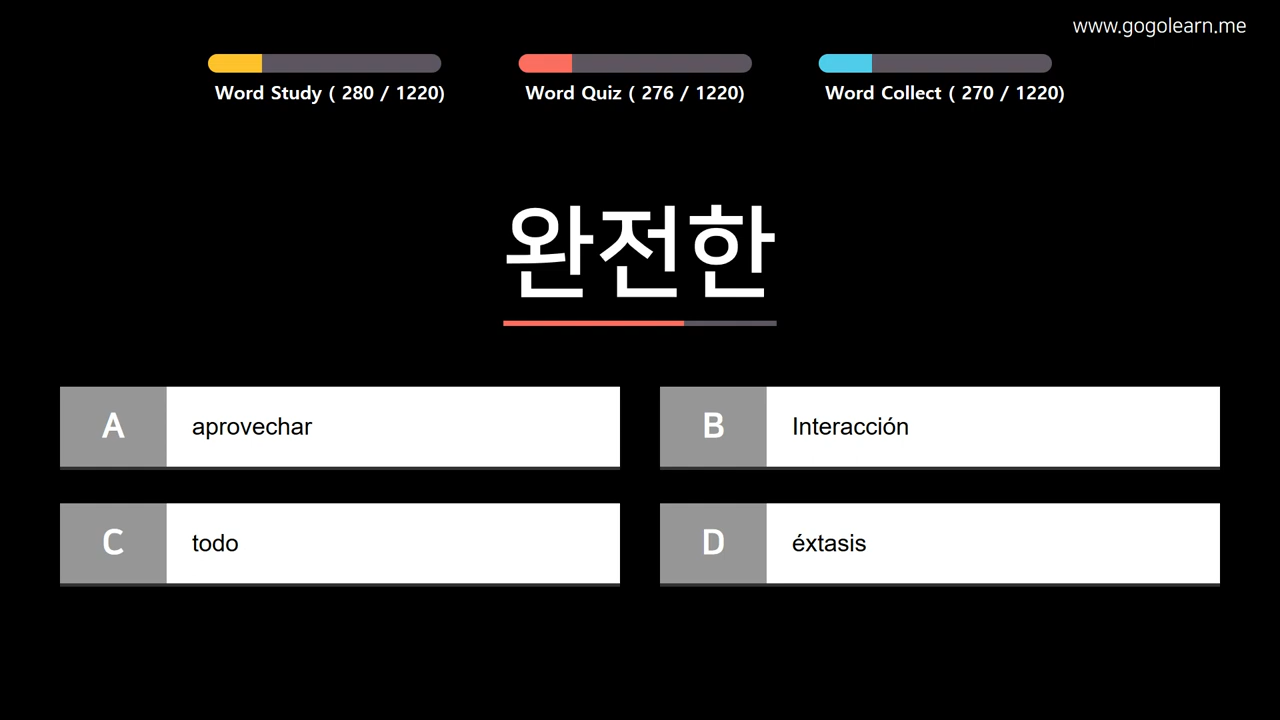 www.gogolearn.me
Word Study ( 280 / 1220)
Word Quiz ( 276 / 1220)
Word Collect ( 270 / 1220)
완전한
A aprovechar
B Interacción
C todo
D éxtasis